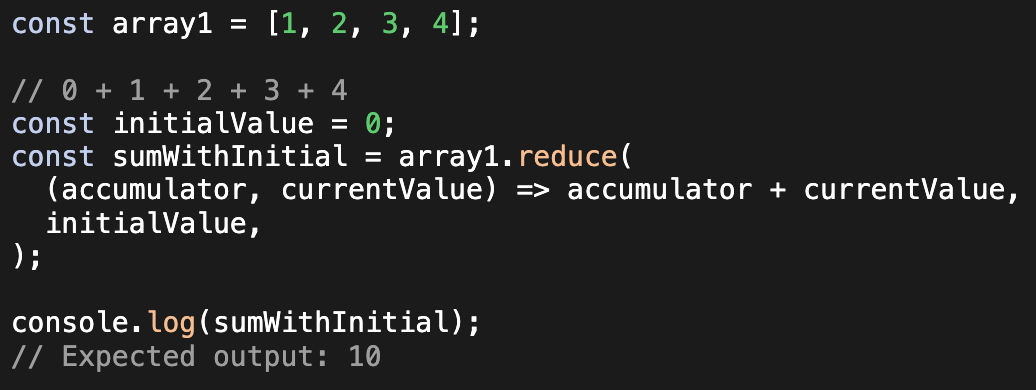 const array1 = [1, 2, 3, 4];
// 0 + 1 + 2 + 3 + 4
const initialValue = 0;
const sumWithInitial = array1.reduce(
  (accumulator, currentValue) => accumulator + currentValue,
  initialValue,
);
console.log(sumWithInitial);
// Expected output: 10